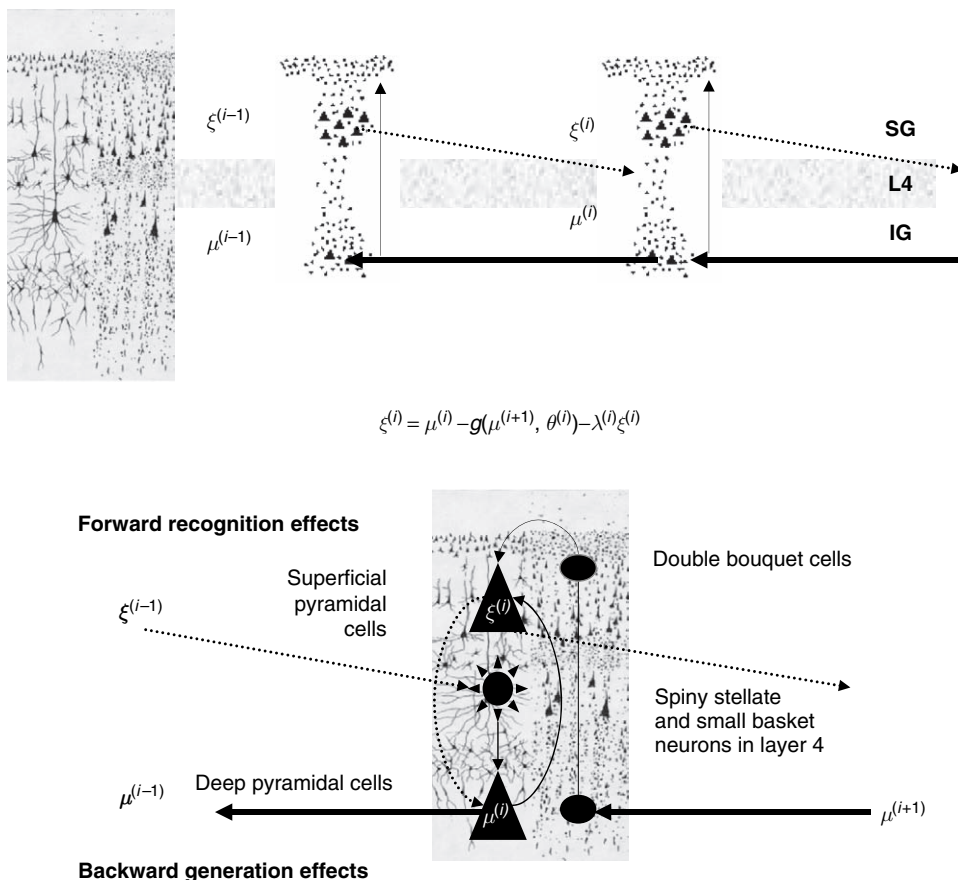 ξ(i−1)
ξ(i)
SG
L4
μ(i−1)
μ(i)
IG
ξ(i) = μ(i) −g(μ(i+1), θ(i))−λ(i)ξ(i)
Forward recognition effects
Superficial
pyramidal
cells
Double bouquet cells
ξ(i−1)
ξ(i)
Spiny stellate
and small basket
neurons in layer 4
Deep pyramidal cells
μ(i−1)
μ(i)
μ(i+1)
Backward generation effects